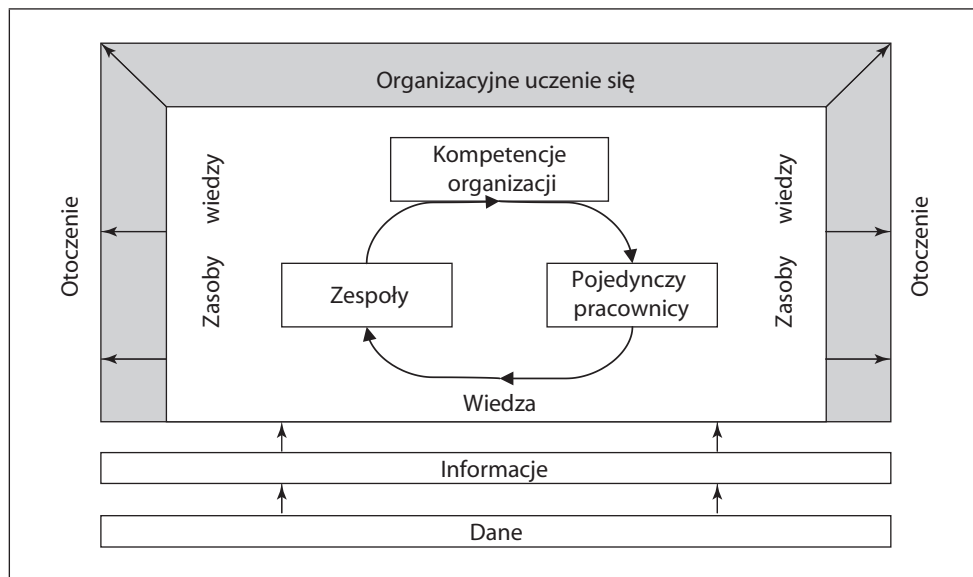 Organizacyjne uczenie się
Kompetencje
organizacji
Otoczenie
Zasoby wiedzy
Zespoły
Pojedynczy
pracownicy
Zasoby wiedzy
Otoczenie
Wiedza
Informacje
Dane